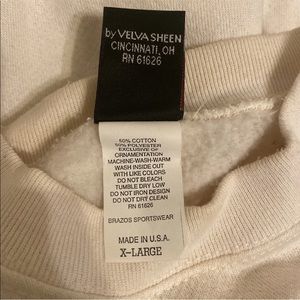 by VELVA SHEEN
CINCINNATI, OH
RN 61626
50% COTTON
50% POLYESTER
EXCLUSIVE OF
ORNAMENTATION
MACHINE-WASH-WARM
WASH INSIDE OUT
WITH LIKE COLORS
DO NOT BLEACH
TUMBLE DRY LOW
DO NOT IRON DESIGN
DO NOT DRY CLEAN
RN 61626
BRAZOS SPORTSWEAR
MADE IN U.S.A.
X-LARGE